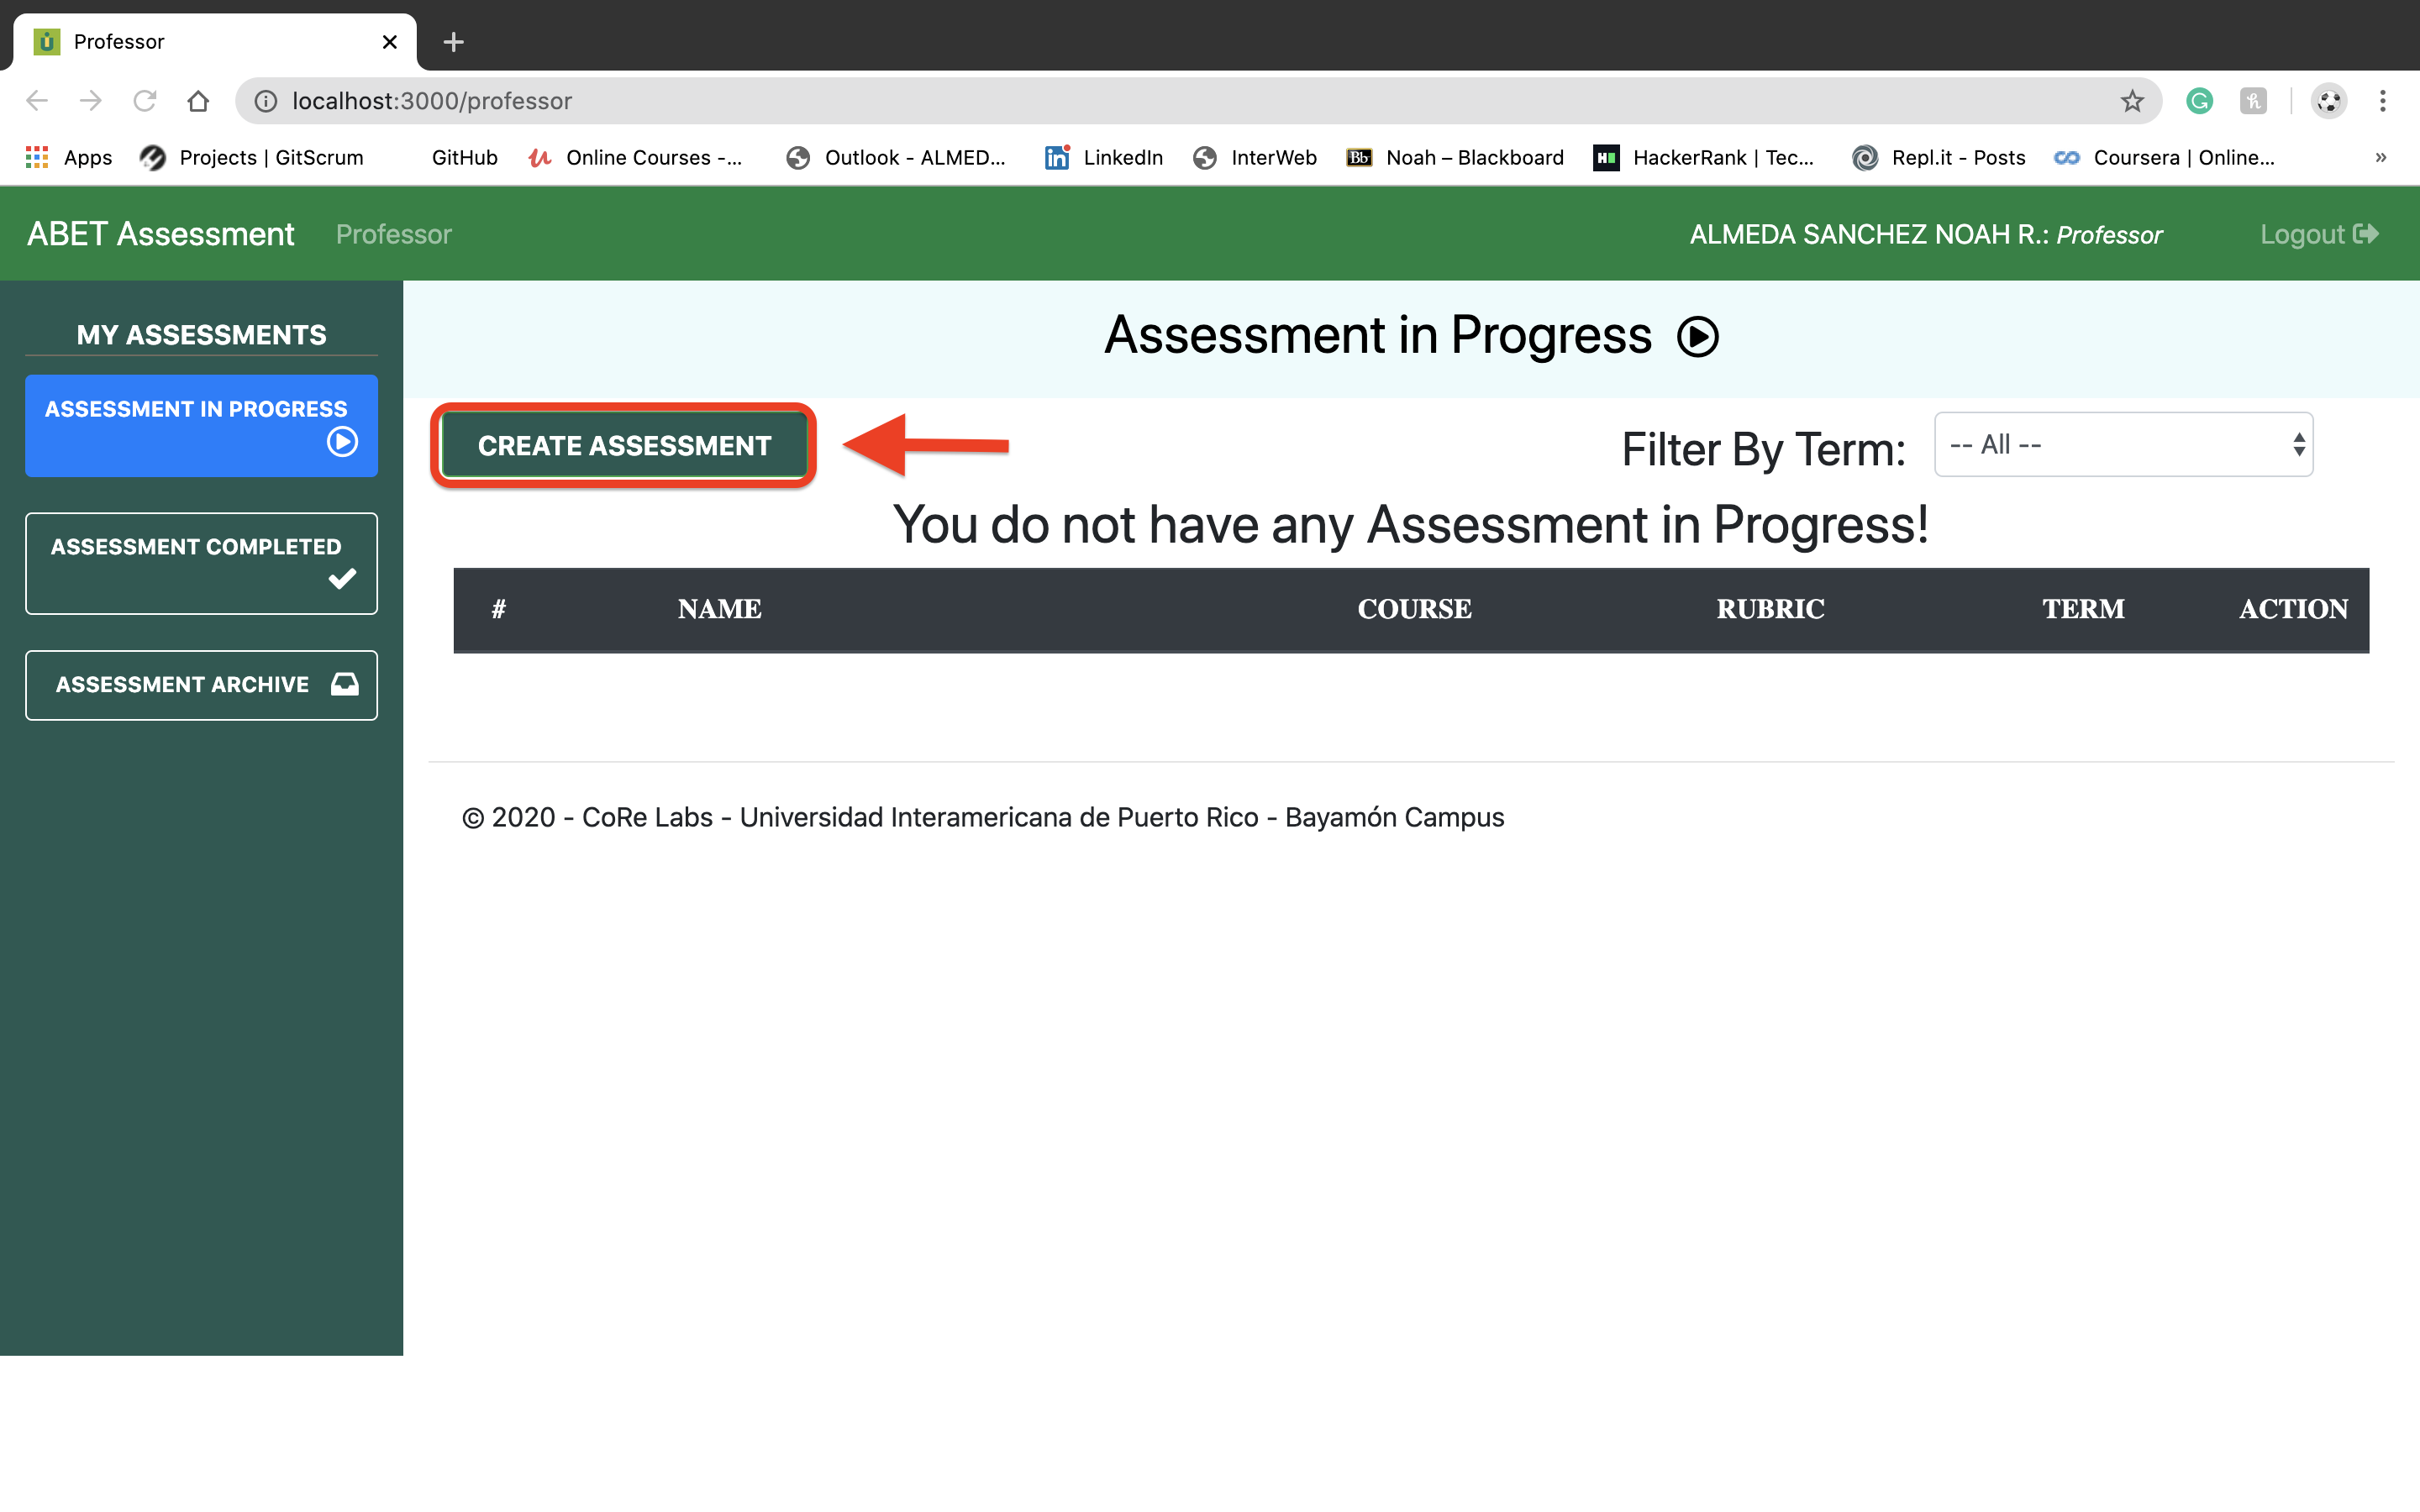 Professor
localhost:3000/professor
Apps Projects | GitScrum GitHub Online Courses -... Outlook - ALMED... LinkedIn InterWeb Bb Noah – Blackboard H HackerRank | Tec... Repl.it - Posts Coursera | Online... »
ABET Assessment Professor ALMEDA SANCHEZ NOAH R.: Professor Logout
MY ASSESSMENTS
ASSESSMENT IN PROGRESS
ASSESSMENT COMPLETED
ASSESSMENT ARCHIVE
Assessment in Progress
CREATE ASSESSMENT
Filter By Term: -- All --
You do not have any Assessment in Progress!
# NAME COURSE RUBRIC TERM ACTION
© 2020 - CoRe Labs - Universidad Interamericana de Puerto Rico - Bayamón Campus